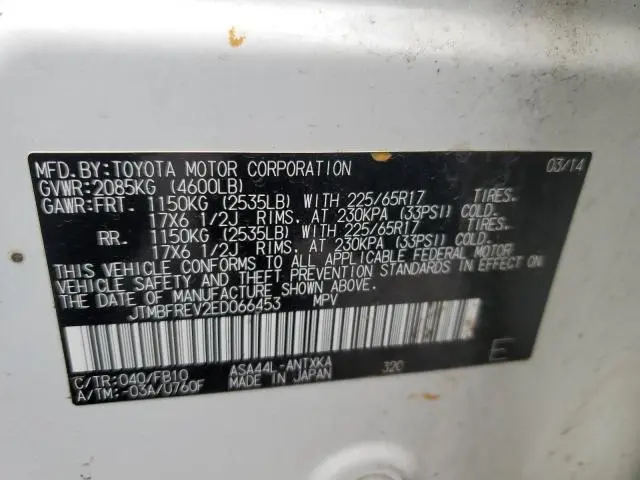 MFD.BY:TOYOTA MOTOR CORPORATION 03/14
GVWR:2085KG (4600LB)
GAWR:FRT. 1150KG (2535LB) WITH 225/65R17 TIRES.
17X6 1/2J RIMS. AT 230KPA (33PSI) COLD.
RR. 1150KG (2535LB) WITH 225/65R17 TIRES.
17X6 1/2J RIMS. AT 230KPA (33PSI) COLD.
THIS VEHICLE CONFORMS TO ALL APPLICABLE FEDERAL MOTOR
VEHICLE SAFETY AND THEFT PREVENTION STANDARDS IN EFFECT ON
THE DATE OF MANUFACTURE SHOWN ABOVE.
JTMBFREV2ED066453 MPV
C/TR:040/FB10 ASA44L-ANTXKA 320 E
A/TM:-03A/U760F MADE IN JAPAN